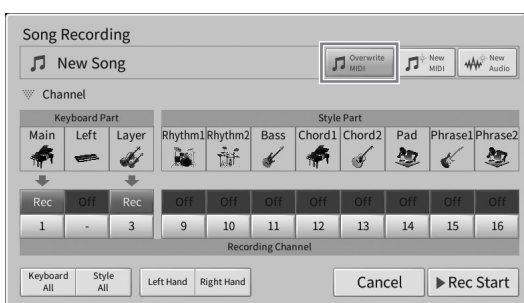 Song Recording
New Song
Overwrite MIDI
New MIDI
New Audio
Channel
Keyboard Part
Style Part
Main Left Layer Rhythm1 Rhythm2 Bass Chord1 Chord2 Pad Phrase1 Phrase2
Rec Off Rec Off Off Off Off Off Off Off Off
1 - 3 9 10 11 12 13 14 15 16
Recording Channel
Keyboard All
Style All
Left Hand
Right Hand
Cancel
Rec Start